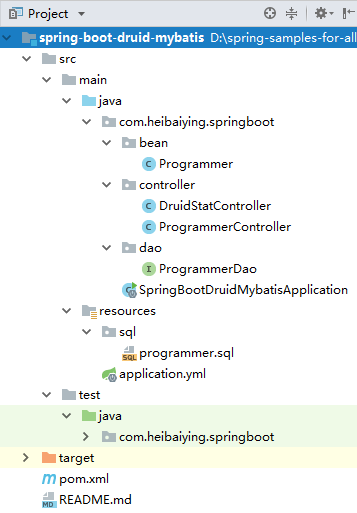 Project
spring-boot-druid-mybatis D:\spring-samples-for-all
src
main
java
com.heibaiying.springboot
bean
Programmer
controller
DruidStatController
ProgrammerController
dao
ProgrammerDao
SpringBootDruidMybatisApplication
resources
sql
programmer.sql
application.yml
test
java
com.heibaiying.springboot
target
pom.xml
README.md